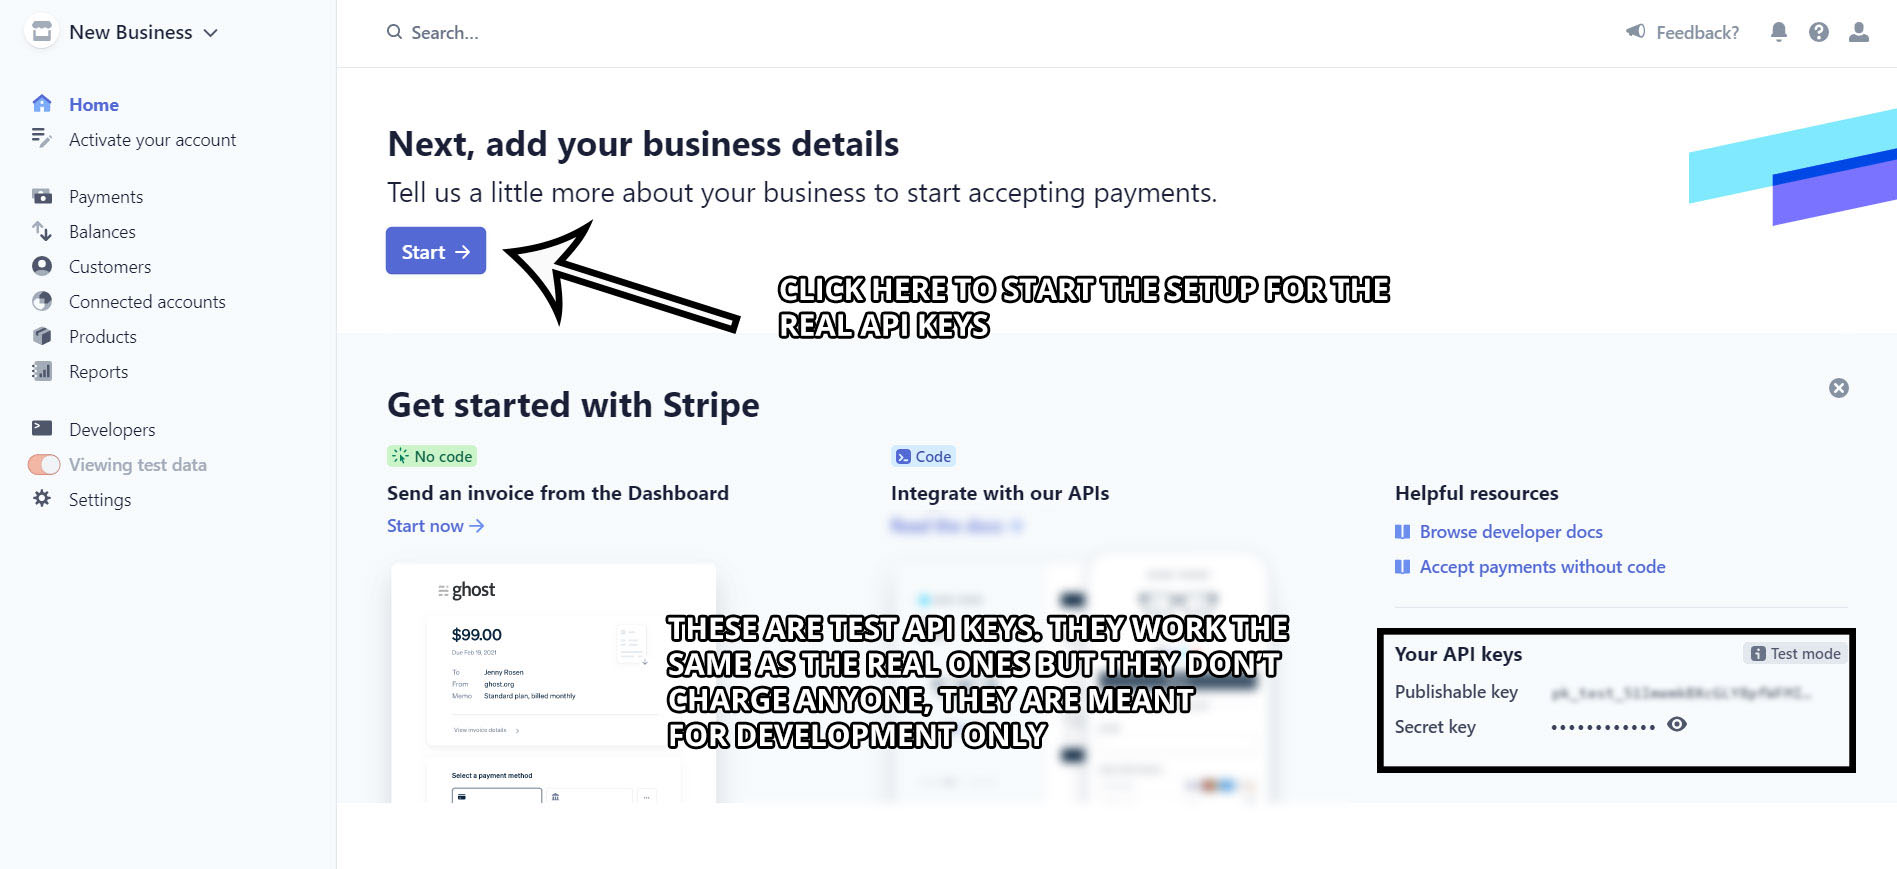 New Business
Search...
Feedback?
Home
Activate your account
Payments
Balances
Customers
Connected accounts
Products
Reports
Developers
Viewing test data
Settings
Next, add your business details
Tell us a little more about your business to start accepting payments.
Start →
CLICK HERE TO START THE SETUP FOR THE
REAL API KEYS
Get started with Stripe
No code
Send an invoice from the Dashboard
Start now →
ghost
$99.00
Due Feb 19, 2021
To Jenny Rosen
From ghost.org
Memo Standard plan, billed monthly
View invoice details
Select a payment method
Code
Integrate with our APIs
THESE ARE TEST API KEYS. THEY WORK THE
SAME AS THE REAL ONES BUT THEY DON'T
CHARGE ANYONE, THEY ARE MEANT
FOR DEVELOPMENT ONLY
Helpful resources
Browse developer docs
Accept payments without code
Your API keys
Test mode
Publishable key
Secret key ••••••••••••